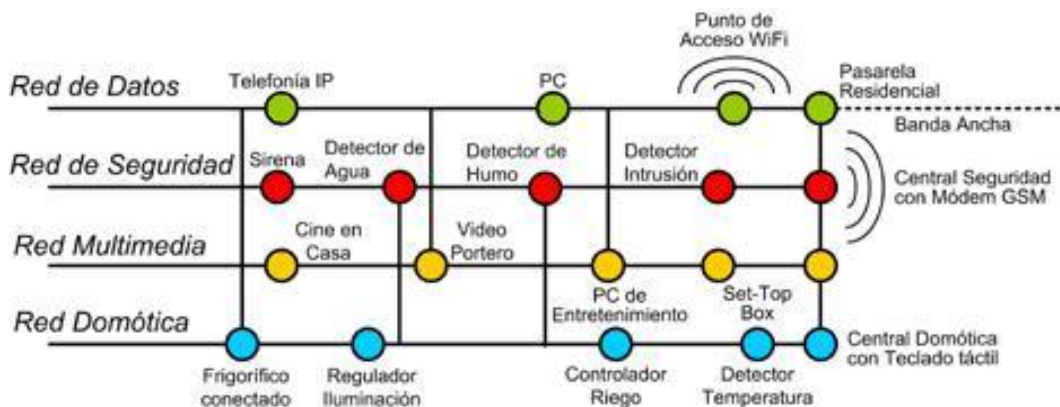 Punto de
Acceso WiFi
Red de Datos
Telefonía IP
PC
Pasarela
Residencial
Banda Ancha
Red de Seguridad
Sirena
Detector de
Agua
Detector de
Humo
Detector
Intrusión
Central Seguridad
con Módem GSM
Red Multimedia
Cine en
Casa
Video
Portero
PC de
Entretenimiento
Set-Top
Box
Red Domótica
Central Domótica
con Teclado táctil
Frigorífico
conectado
Regulador
Iluminación
Controlador
Riego
Detector
Temperatura